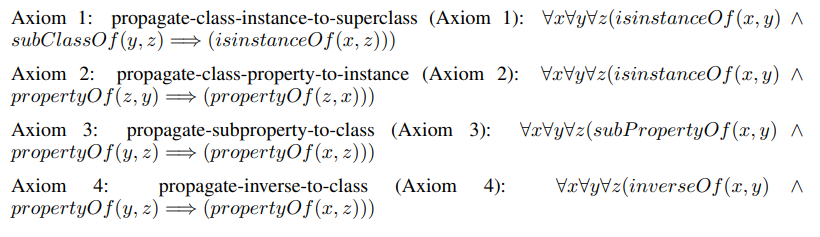 Axiom 1: propagate-class-instance-to-superclass (Axiom 1): ∀x∀y∀z(isinstanceOf(x, y) ∧
subClassOf(y, z) ⟹ (isinstanceOf(x, z)))
Axiom 2: propagate-class-property-to-instance (Axiom 2): ∀x∀y∀z(isinstanceOf(x, y) ∧
propertyOf(z, y) ⟹ (propertyOf(z, x)))
Axiom 3: propagate-subproperty-to-class (Axiom 3): ∀x∀y∀z(subPropertyOf(x, y) ∧
propertyOf(y, z) ⟹ (propertyOf(x, z)))
Axiom 4: propagate-inverse-to-class (Axiom 4): ∀x∀y∀z(inverseOf(x, y) ∧
propertyOf(y, z) ⟹ (propertyOf(x, z)))